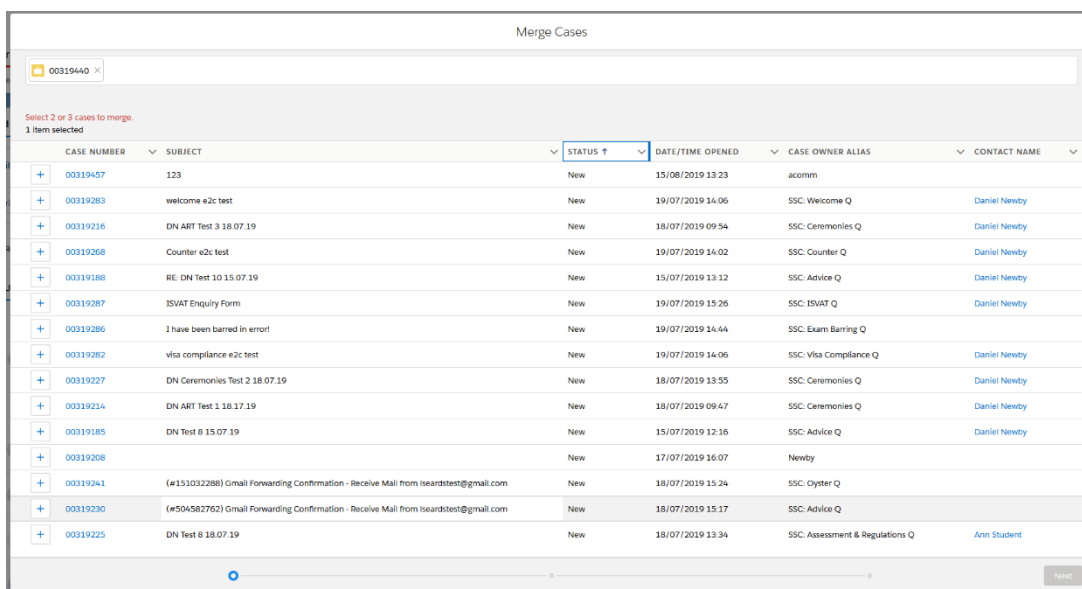 Merge Cases
00319440
Select 2 or 3 cases to merge.
1 item selected
CASE NUMBER SUBJECT STATUS ↑ DATE/TIME OPENED CASE OWNER ALIAS CONTACT NAME
00319457 123 New 15/08/2019 13:23 acomm
00319283 welcome e2c test New 19/07/2019 14:06 SSC: Welcome Q Daniel Newby
00319216 DN ART Test 3 18.07.19 New 18/07/2019 09:54 SSC: Ceremonies Q Daniel Newby
00319268 Counter e2c test New 19/07/2019 14:02 SSC: Counter Q Daniel Newby
00319188 RE: DN Test 10 15.07.19 New 15/07/2019 13:12 SSC: Advice Q Daniel Newby
00319287 ISVAT Enquiry Form New 19/07/2019 15:26 SSC: ISVAT Q Daniel Newby
00319286 I have been barred in error! New 19/07/2019 14:44 SSC: Exam Barring Q
00319282 visa compliance e2c test New 19/07/2019 14:06 SSC: Visa Compliance Q Daniel Newby
00319227 DN Ceremonies Test 2 18.07.19 New 18/07/2019 13:55 SSC: Ceremonies Q Daniel Newby
00319214 DN ART Test 1 18.17.19 New 18/07/2019 09:47 SSC: Ceremonies Q Daniel Newby
00319185 DN Test 8 15.07.19 New 15/07/2019 12:16 SSC: Advice Q Daniel Newby
00319208 New 17/07/2019 16:07 Newby
00319241 (#151032288) Gmail Forwarding Confirmation - Receive Mail from lseardstest@gmail.com New 18/07/2019 15:24 SSC: Oyster Q
00319230 (#504582762) Gmail Forwarding Confirmation - Receive Mail from lseardstest@gmail.com New 18/07/2019 15:17 SSC: Advice Q
00319225 DN Test 8 18.07.19 New 18/07/2019 13:34 SSC: Assessment & Regulations Q Ann Student
Next